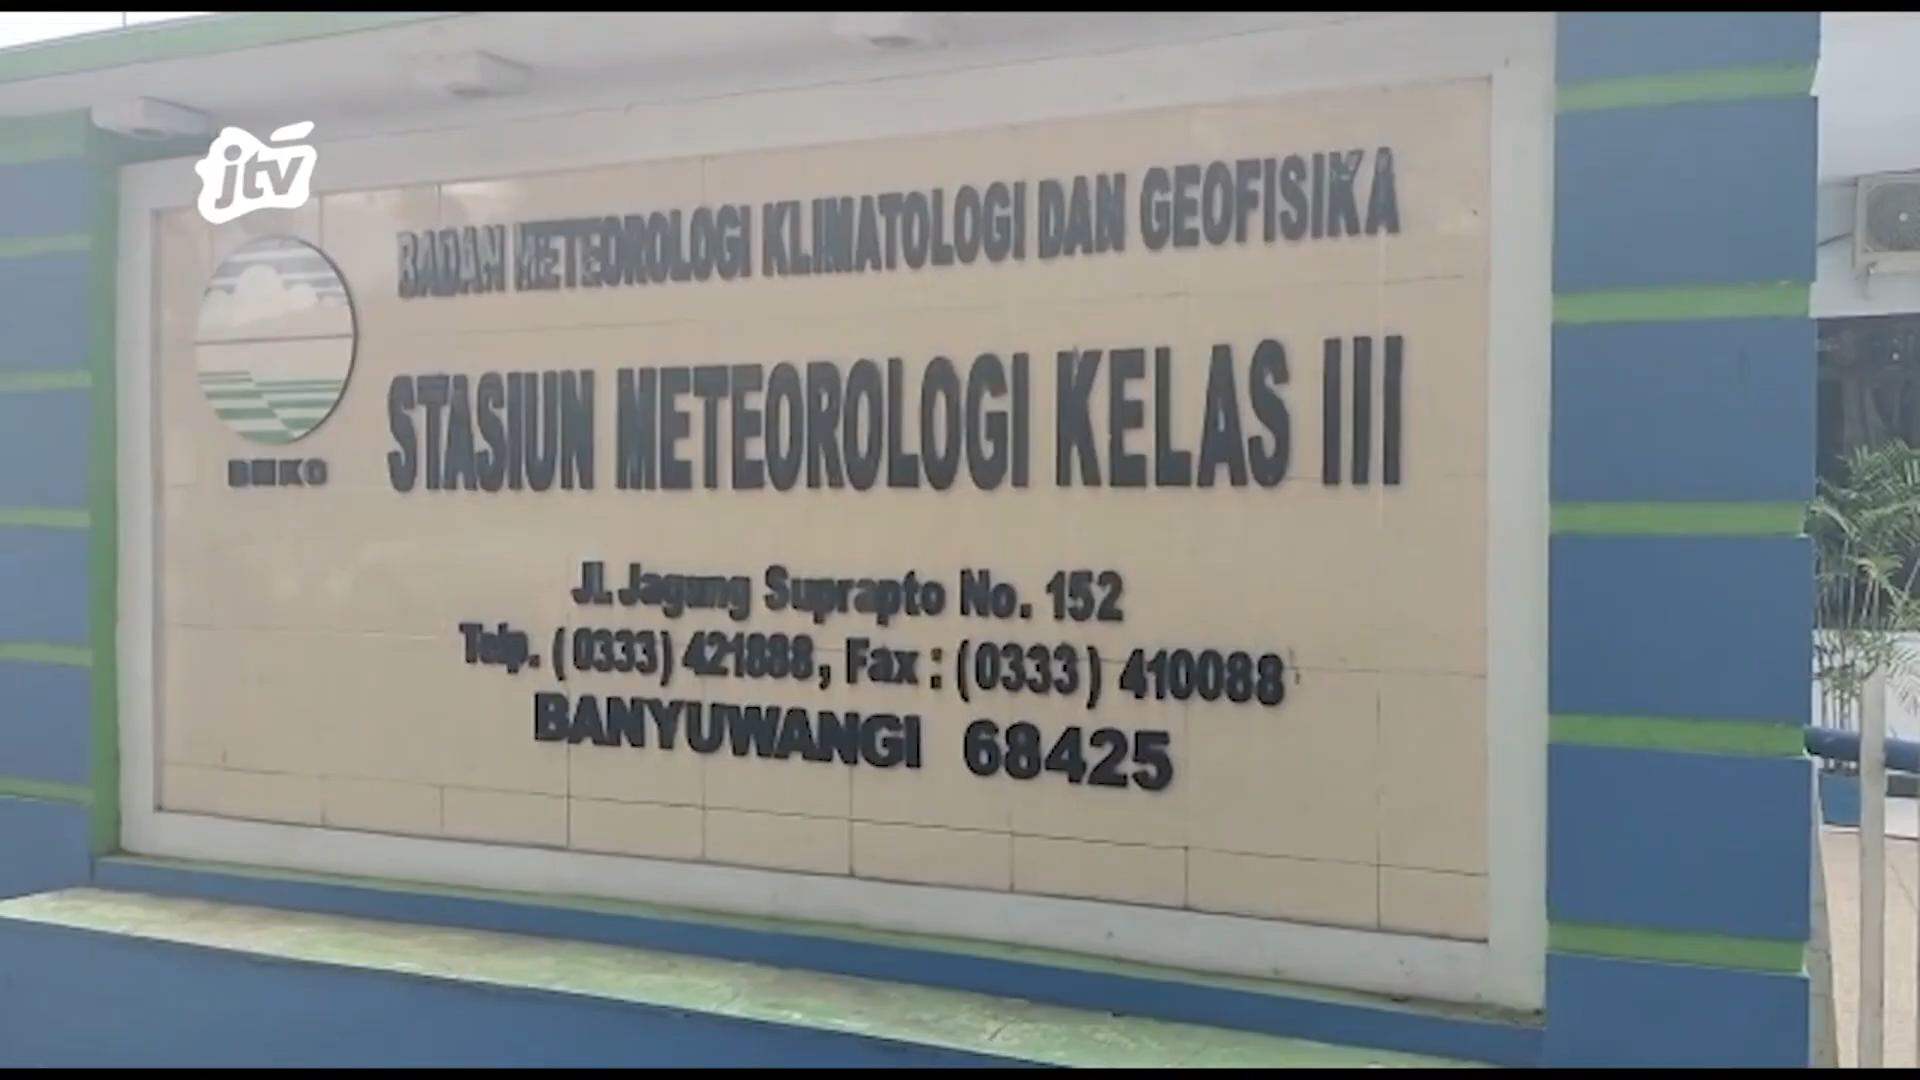 jtv
BADAN METEOROLOGI KLIMATOLOGI DAN GEOFISIKA
BMKG
STASIUN METEOROLOGI KELAS III
Jl. Jagung Suprapto No. 152
Telp. (0333) 421888, Fax : (0333) 410088
BANYUWANGI 68425